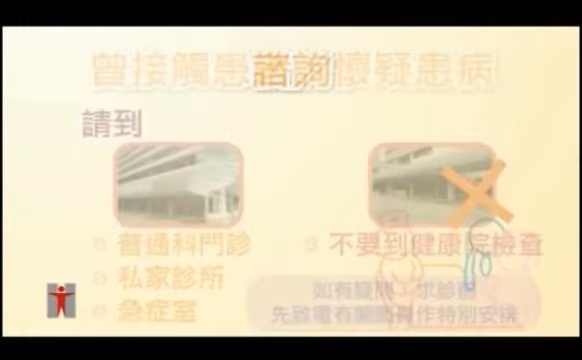 曾接觸患
諮詢
懷疑患病
請到
普通科門診
私家診所
急症室
不要到健康院檢查
如有疑問 求診
先致電有關 作特別安排